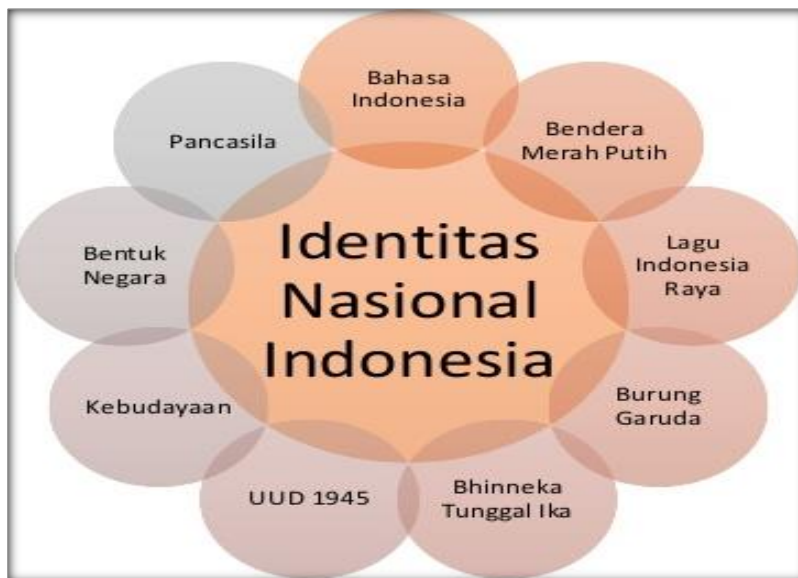 Identitas
Nasional
Indonesia
Bahasa
Indonesia
Bendera
Merah Putih
Lagu
Indonesia
Raya
Burung
Garuda
Bhinneka
Tunggal Ika
UUD 1945
Kebudayaan
Bentuk
Negara
Pancasila